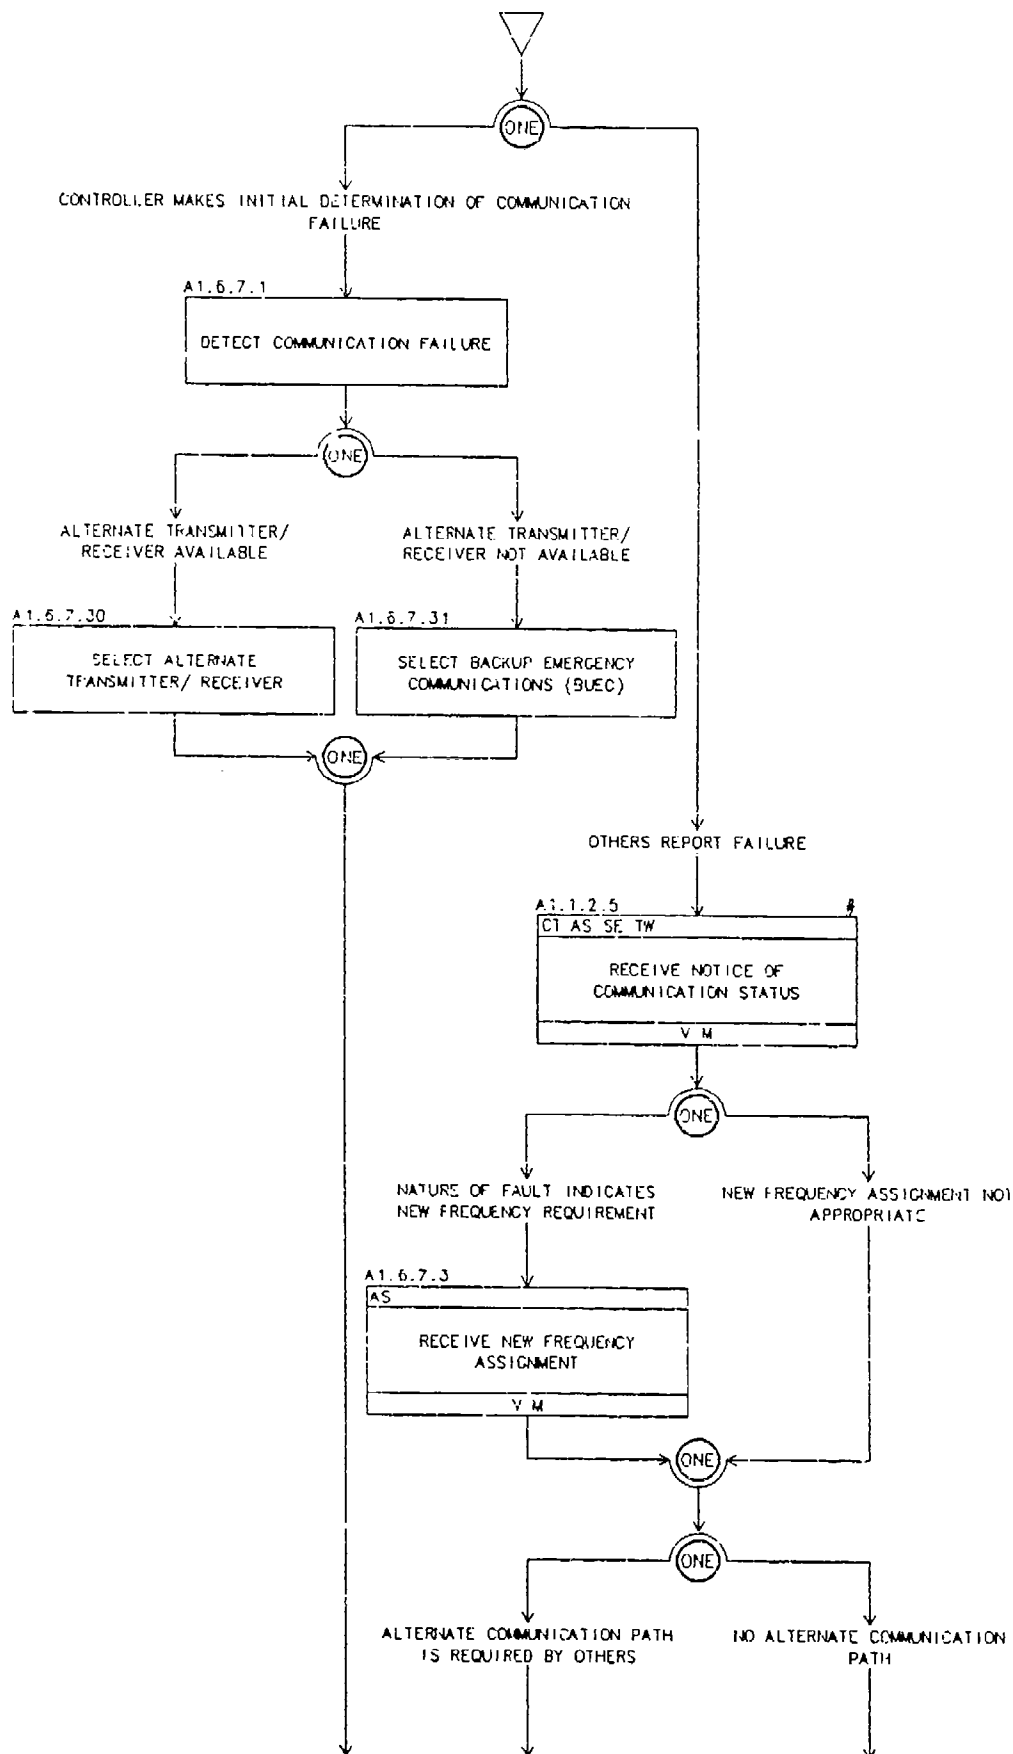 ONE
CONTROLLER MAKES INITIAL DETERMINATION OF COMMUNICATION
FAILURE
A1.6.7.1
DETECT COMMUNICATION FAILURE
ONE
ALTERNATE TRANSMITTER/
RECEIVER AVAILABLE
ALTERNATE TRANSMITTER/
RECEIVER NOT AVAILABLE
A1.6.7.30
SELECT ALTERNATE
TRANSMITTER/ RECEIVER
A1.6.7.31
SELECT BACKUP EMERGENCY
COMMUNICATIONS (BUEC)
ONE
OTHERS REPORT FAILURE
A1.1.2.5
#
CT AS SE TW
RECEIVE NOTICE OF
COMMUNICATION STATUS
V M
ONE
NATURE OF FAULT INDICATES
NEW FREQUENCY REQUIREMENT
NEW FREQUENCY ASSIGNMENT NOT
APPROPRIATE
A1.6.7.3
AS
RECEIVE NEW FREQUENCY
ASSIGNMENT
V M
ONE
ONE
ALTERNATE COMMUNICATION PATH
IS REQUIRED BY OTHERS
NO ALTERNATE COMMUNICATION
PATH